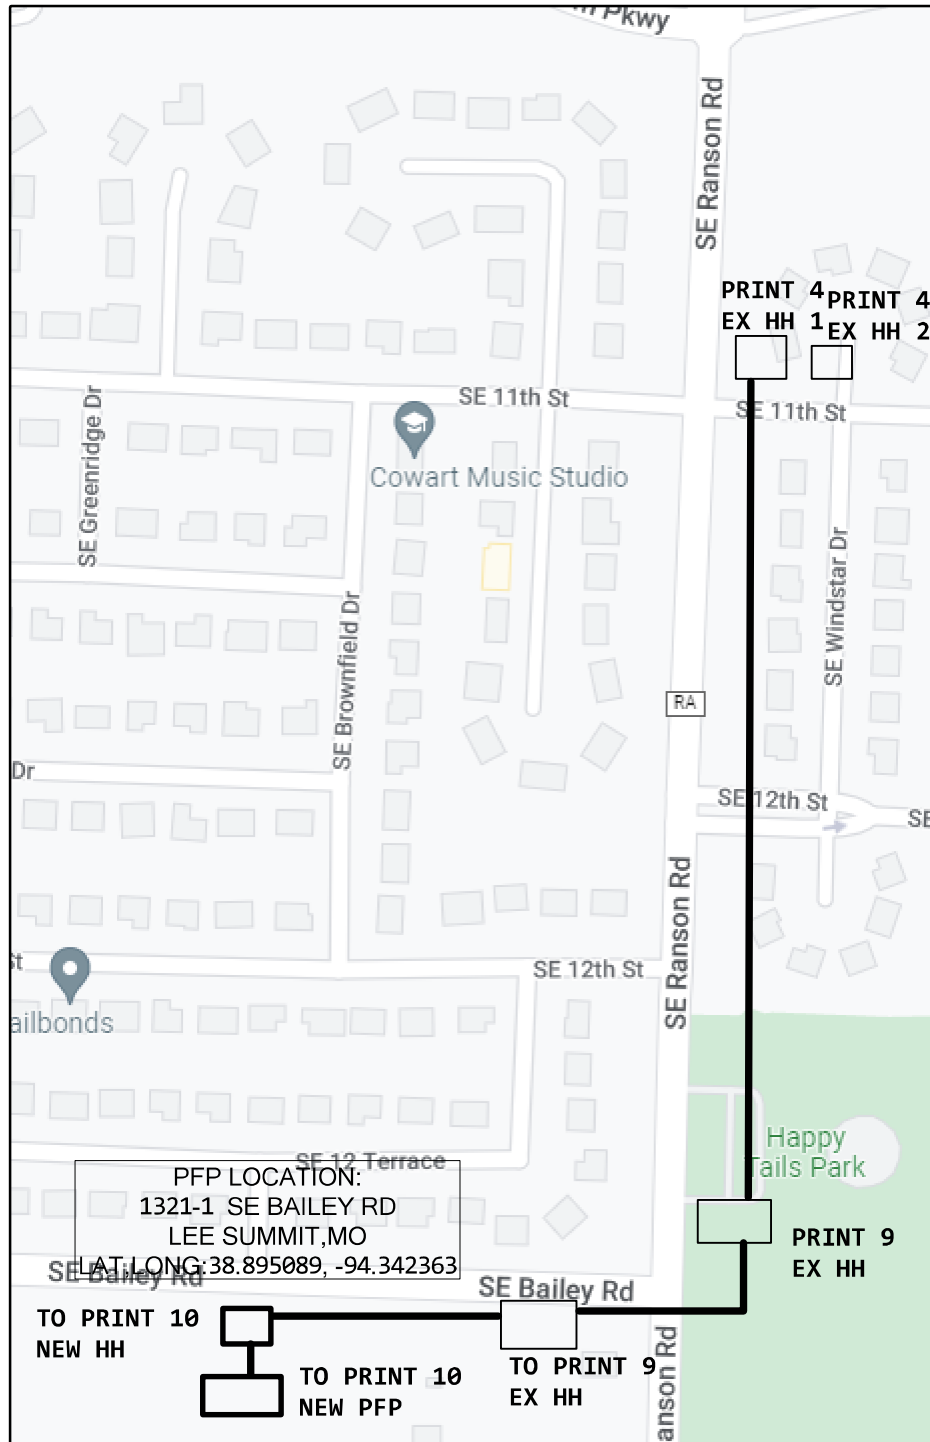 Pkwy
SE Ranson Rd
PRINT 4
EX HH 1
PRINT 4
EX HH 2
SE 11th St
SE 11th St
SE Greenridge Dr
Cowart Music Studio
SE Windstar Dr
SE Brownfield Dr
RA
Dr
SE 12th St
SE
SE Ranson Rd
St
SE 12th St
ailbonds
Happy
Tails Park
SE 12 Terrace
PFP LOCATION:
1321-1 SE BAILEY RD
LEE SUMMIT,MO
LAT,LONG:38.895089, -94.342363
PRINT 9
EX HH
SE Bailey Rd
SE Bailey Rd
TO PRINT 10
NEW HH
TO PRINT 9
EX HH
TO PRINT 10
NEW PFP
anson Rd